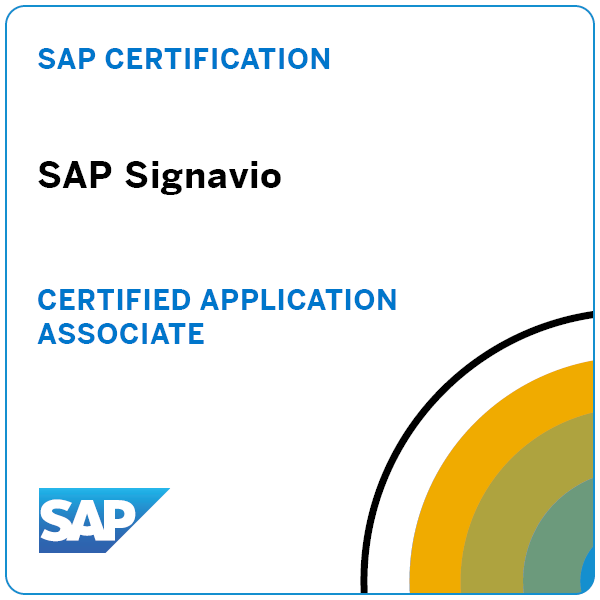 SAP CERTIFICATION
SAP Signavio
CERTIFIED APPLICATION
ASSOCIATE
SAP